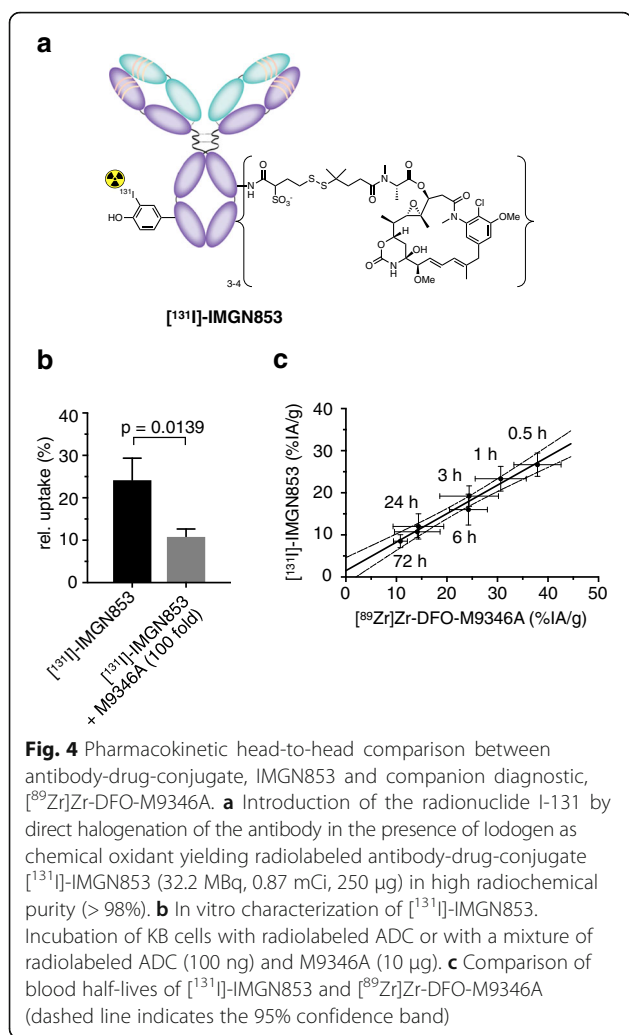 a
131I
HO
NH
O
SO3-
S
S
O
N
O
O
O
N
Cl
OMe
O
H
O
O
N
H
OH
OMe
3-4
[131I]-IMGN853
b
rel. uptake (%)
40
30
20
10
0
p = 0.0139
[131I]-IMGN853
[131I]-IMGN853
+ M9346A (100 fold)
c
[131I]-IMGN853 (%IA/g)
40
30
20
10
0
0.5 h
1 h
3 h
24 h
6 h
72 h
0 10 20 30 40 50
[89Zr]Zr-DFO-M9346A (%IA/g)
Fig. 4 Pharmacokinetic head-to-head comparison between
antibody-drug-conjugate, IMGN853 and companion diagnostic,
[89Zr]Zr-DFO-M9346A. a Introduction of the radionuclide I-131 by
direct halogenation of the antibody in the presence of Iodogen as
chemical oxidant yielding radiolabeled antibody-drug-conjugate
[131I]-IMGN853 (32.2 MBq, 0.87 mCi, 250 μg) in high radiochemical
purity (> 98%). b In vitro characterization of [131I]-IMGN853.
Incubation of KB cells with radiolabeled ADC or with a mixture of
radiolabeled ADC (100 ng) and M9346A (10 μg). c Comparison of
blood half-lives of [131I]-IMGN853 and [89Zr]Zr-DFO-M9346A
(dashed line indicates the 95% confidence band)